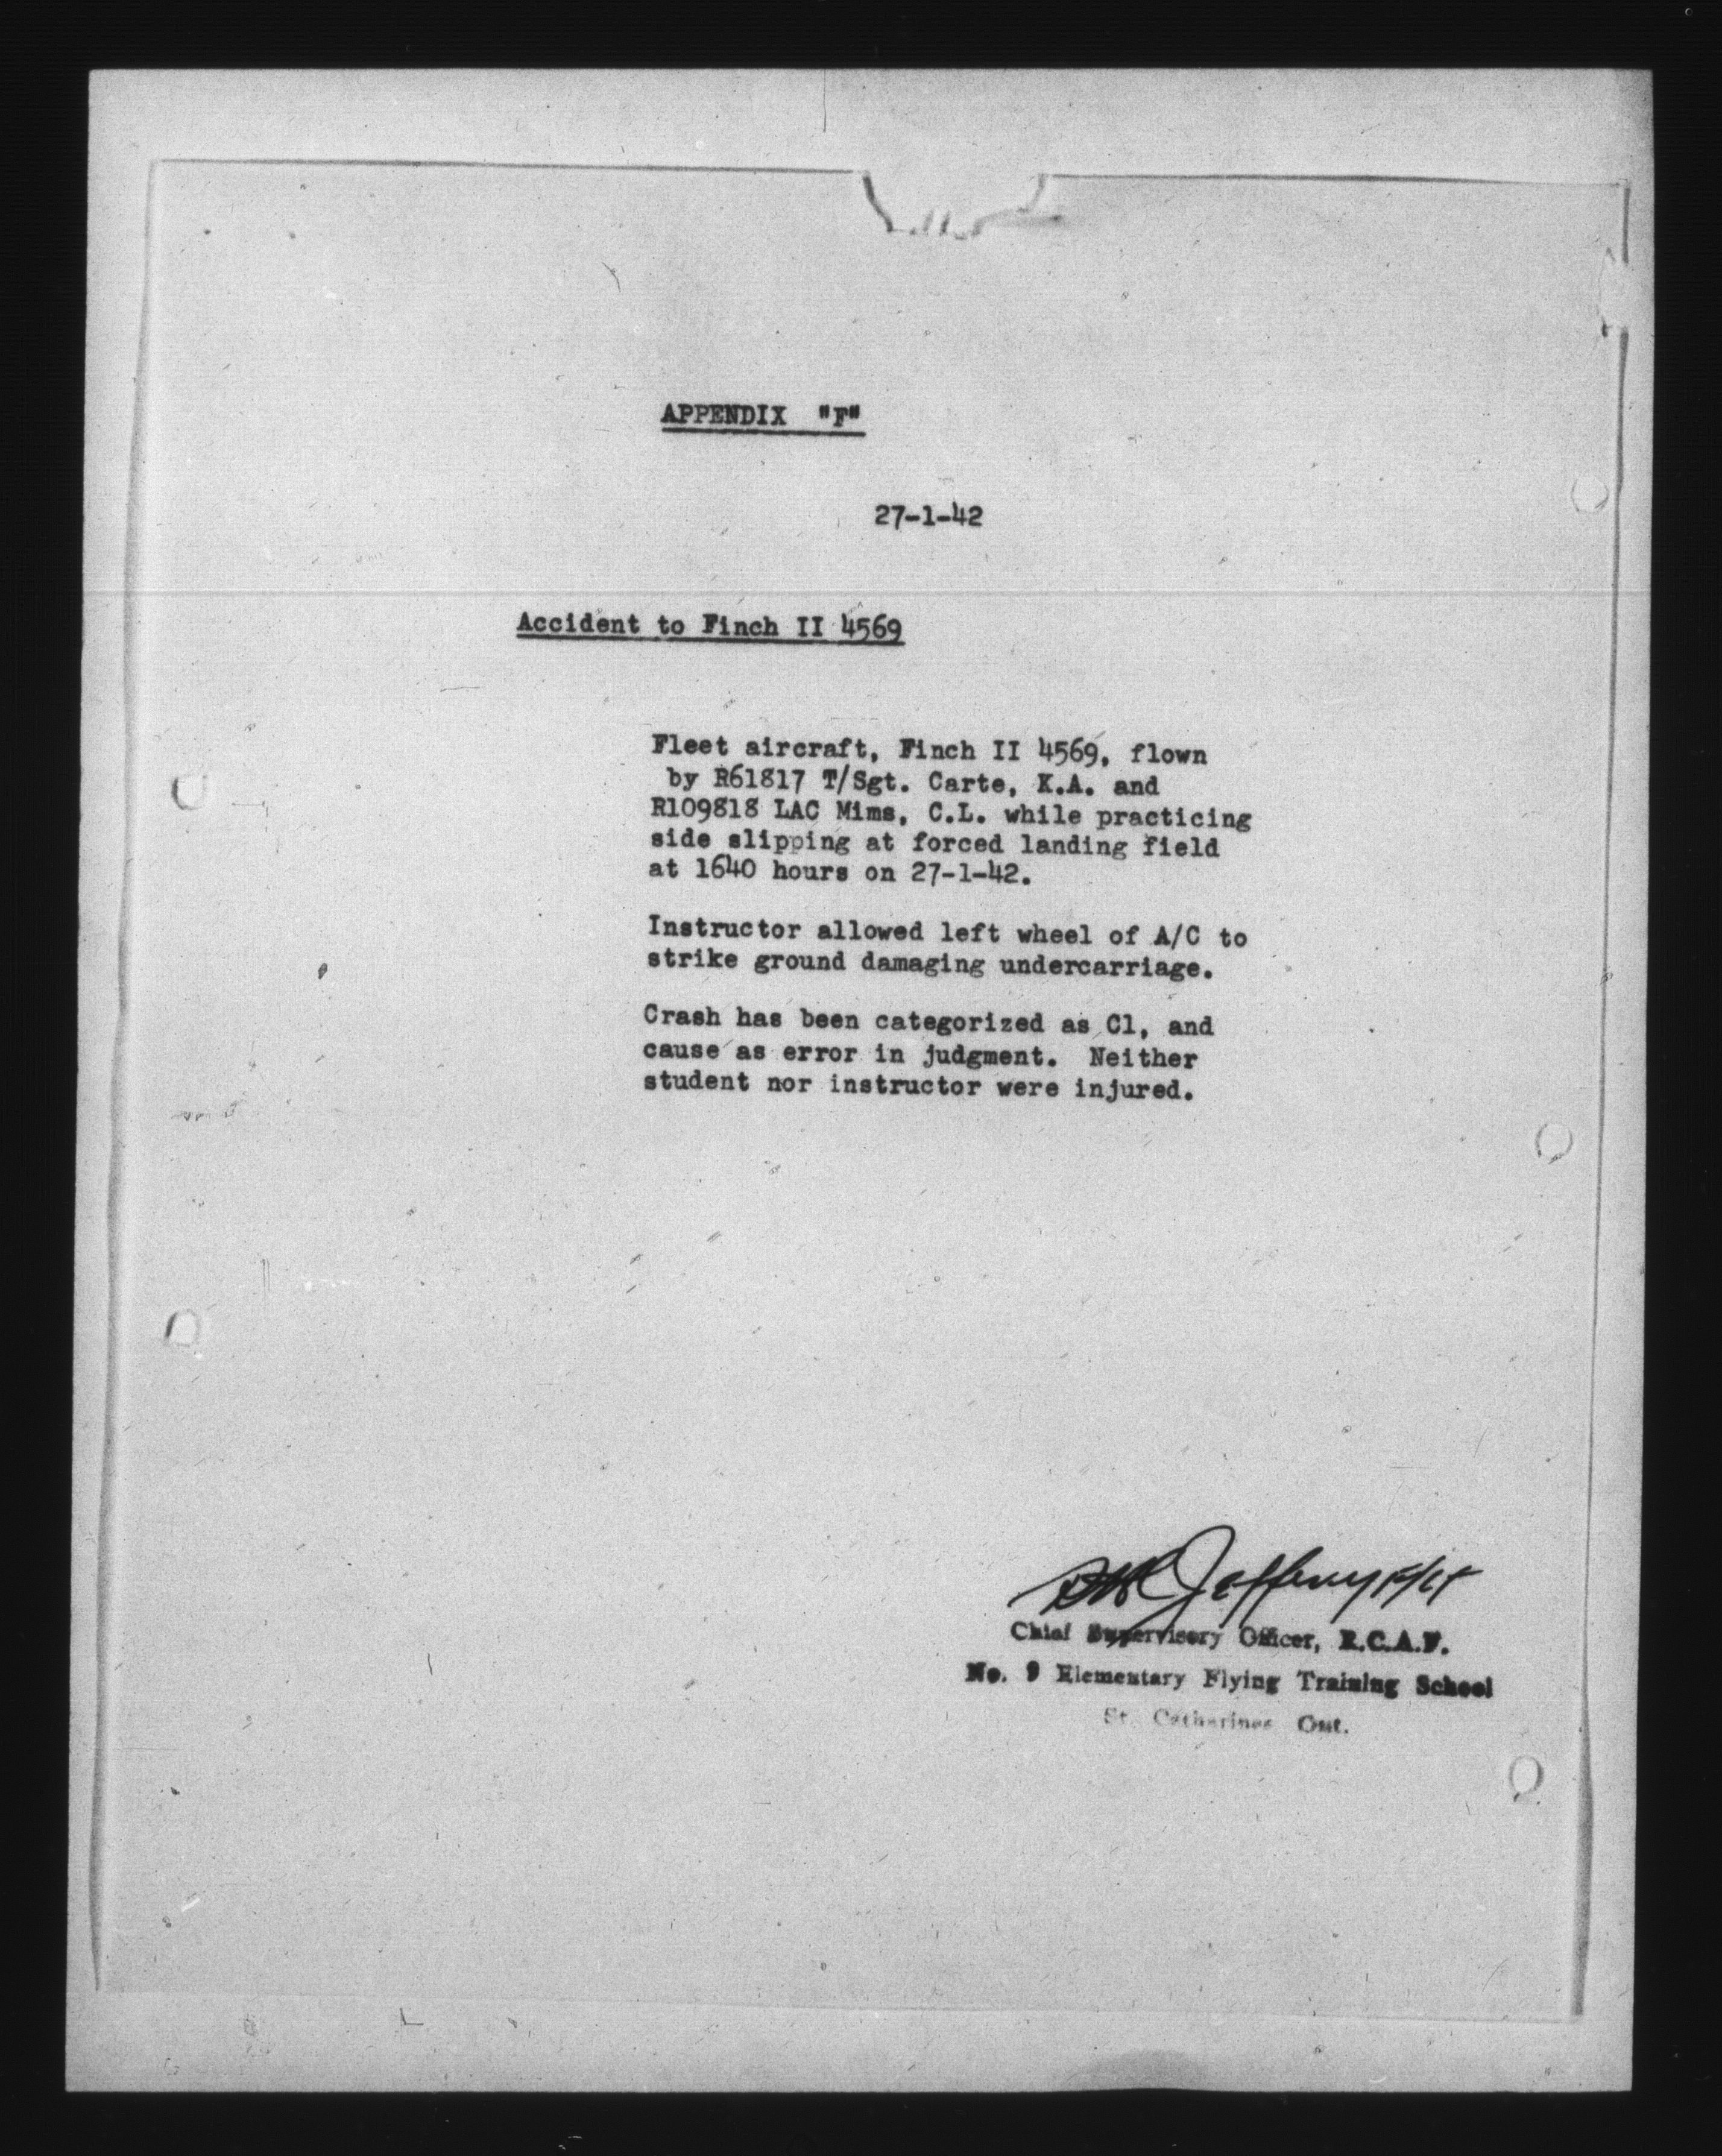 APPENDIX "F"
27-1-42
Accident to Finch II 4569
Fleet aircraft, Finch II 4569, flown
by R61817 T/Sgt. Carte, K.A. and
R109818 LAC Mims, C.L. while practicing
side slipping at forced landing field
at 1640 hours on 27-1-42.
Instructor allowed left wheel of A/C to
strike ground damaging undercarriage.
Crash has been categorized as C1, and
cause as error in judgment. Neither
student nor instructor were injured.
Jeffery F/Lt
Chief Supervisory Officer, R.C.A.F.
No. 9 Elementary Flying Training School
St. Catharines Ont.